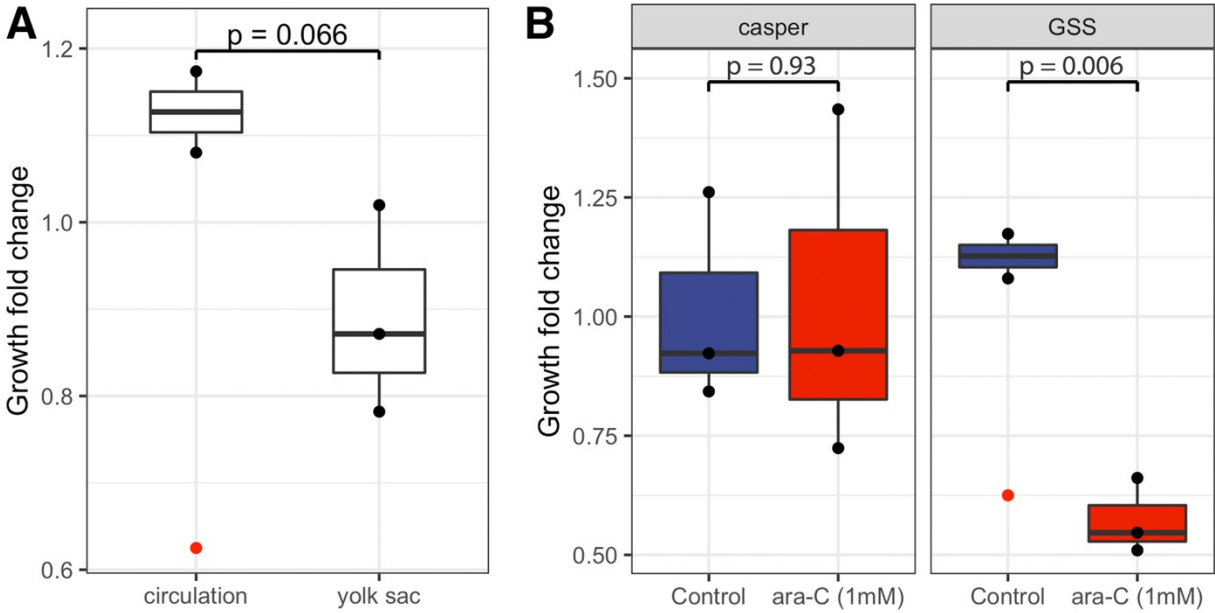 A
p = 0.066
Growth fold change
1.2
1.0
0.8
0.6
circulation
yolk sac
B
casper
GSS
p = 0.93
p = 0.006
Growth fold change
1.50
1.25
1.00
0.75
0.50
Control
ara-C (1mM)
Control
ara-C (1mM)